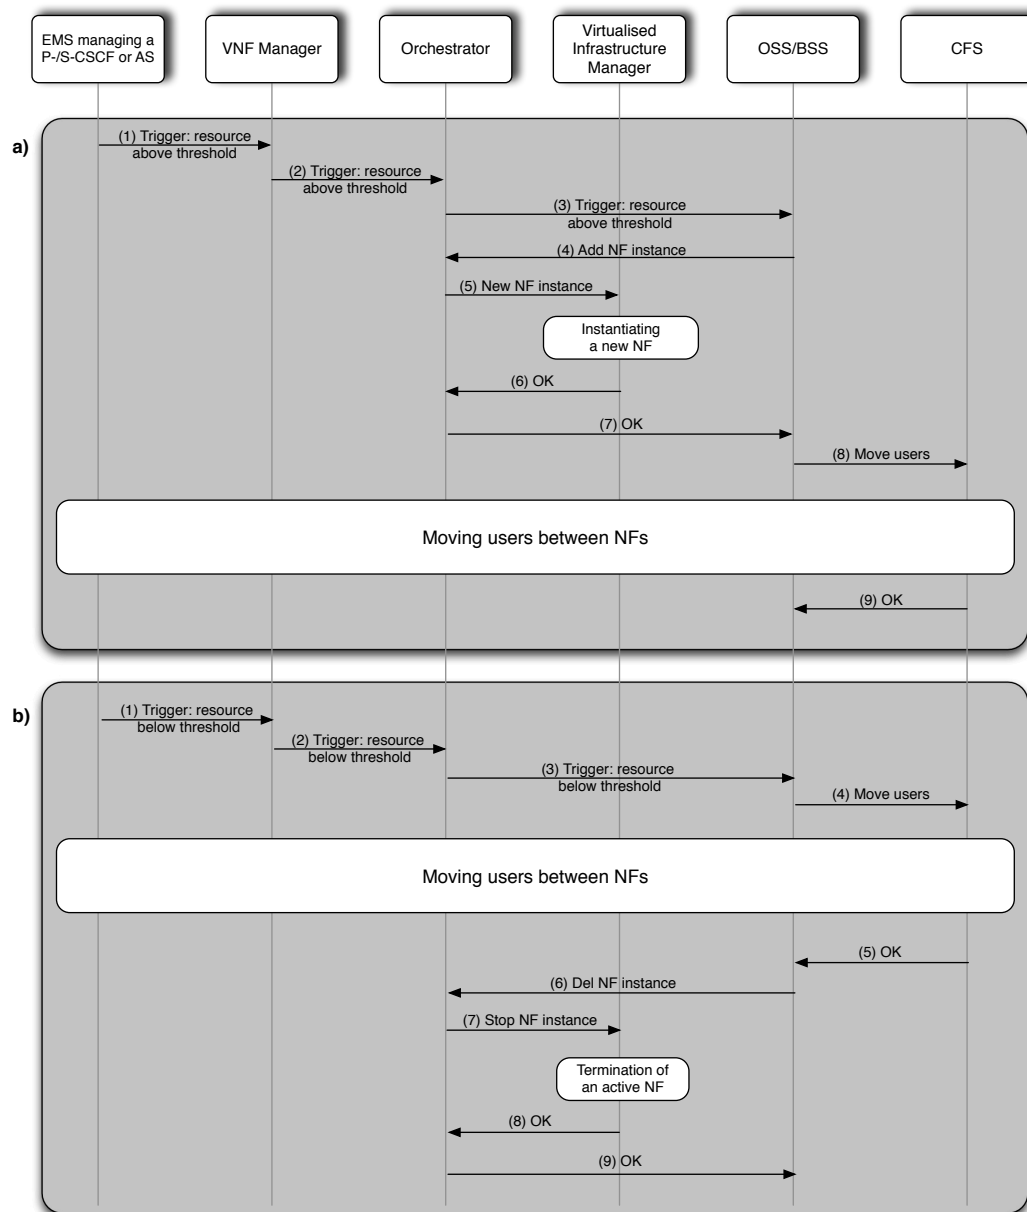 EMS managing a
P-/S-CSCF or AS
VNF Manager
Orchestrator
Virtualised
Infrastructure
Manager
OSS/BSS
CFS
a)
(1) Trigger: resource
above threshold
(2) Trigger: resource
above threshold
(3) Trigger: resource
above threshold
(4) Add NF instance
(5) New NF instance
Instantiating
a new NF
(6) OK
(7) OK
(8) Move users
Moving users between NFs
(9) OK
b)
(1) Trigger: resource
below threshold
(2) Trigger: resource
below threshold
(3) Trigger: resource
below threshold
(4) Move users
Moving users between NFs
(5) OK
(6) Del NF instance
(7) Stop NF instance
Termination of
an active NF
(8) OK
(9) OK